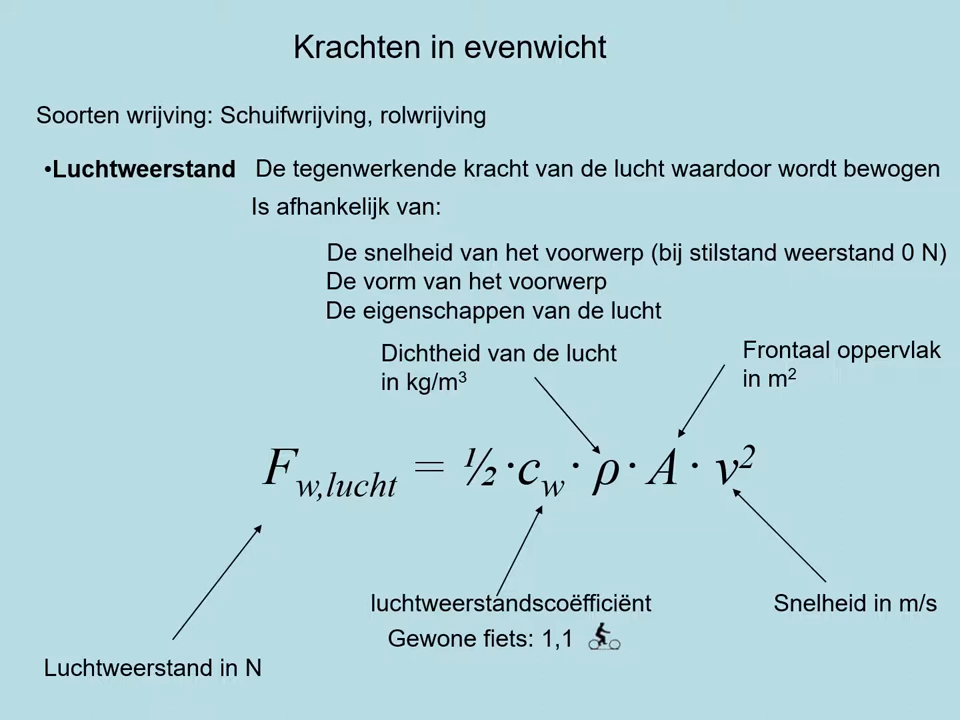 Krachten in evenwicht
Soorten wrijving: Schuifwrijving, rolwrijving
•Luchtweerstand De tegenwerkende kracht van de lucht waardoor wordt bewogen
Is afhankelijk van:
De snelheid van het voorwerp (bij stilstand weerstand 0 N)
De vorm van het voorwerp
De eigenschappen van de lucht
Dichtheid van de lucht
in kg/m³
Frontaal oppervlak
in m²
F_w,lucht = ½·c_w· ρ· A · v²
luchtweerstandscoëfficiënt
Gewone fiets: 1,1
Snelheid in m/s
Luchtweerstand in N